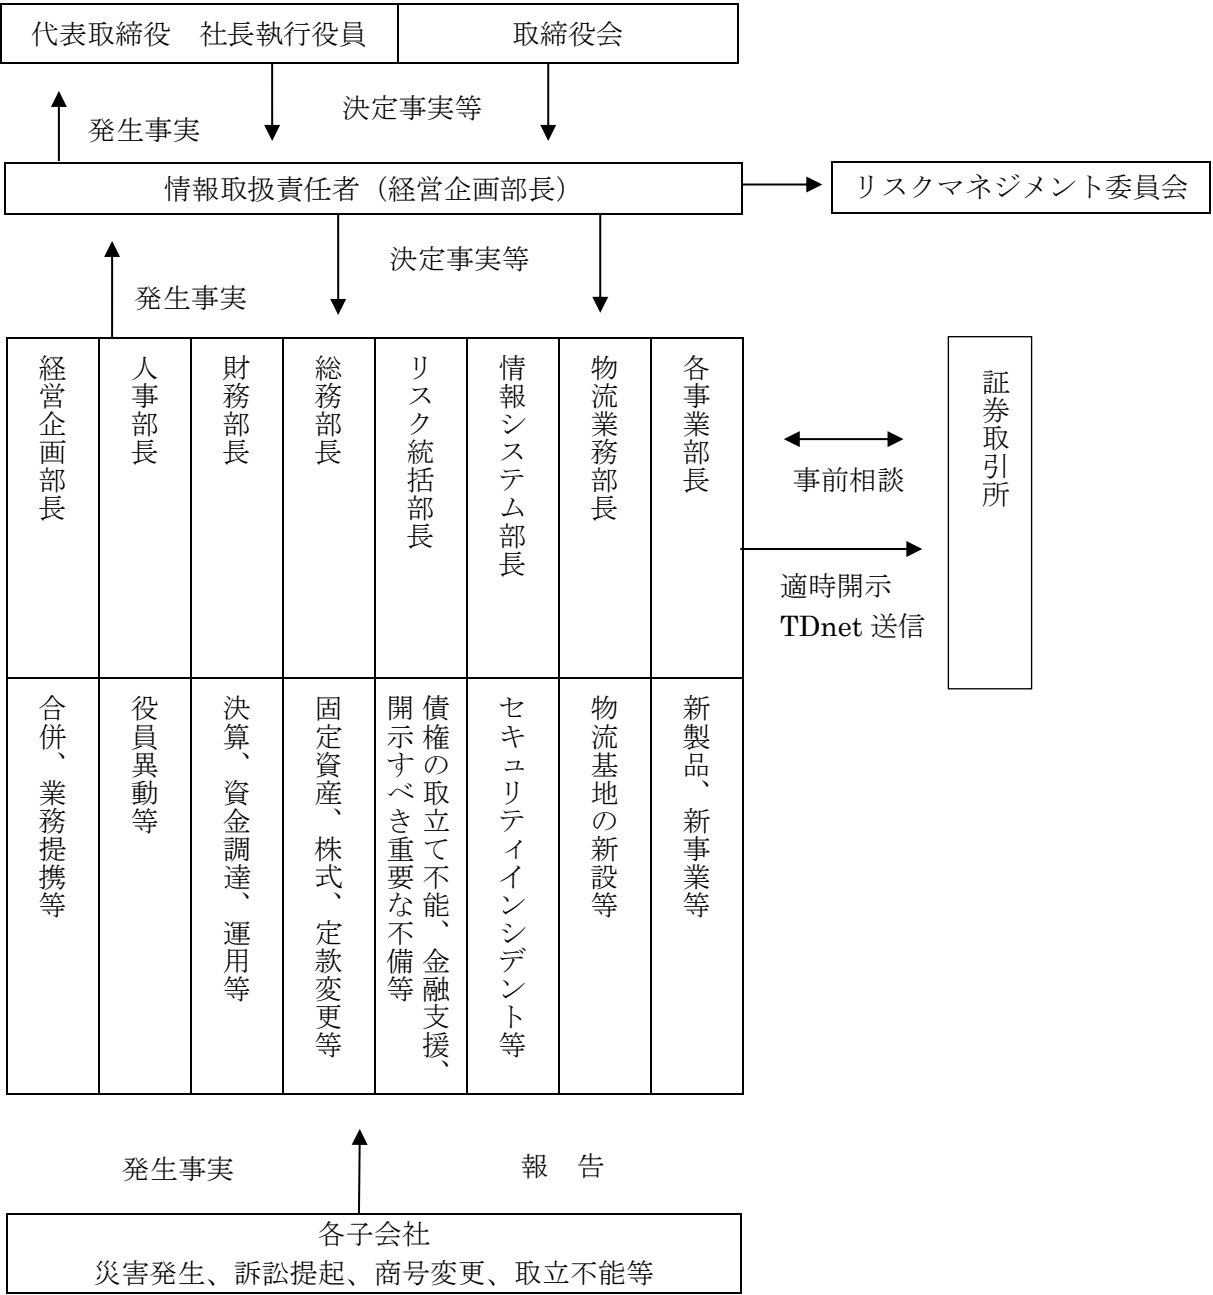 代表取締役　社長執行役員
取締役会
決定事実等
発生事実
情報取扱責任者（経営企画部長）
リスクマネジメント委員会
決定事実等
発生事実
経営企画部長
人事部長
財務部長
総務部長
リスク統括部長
情報システム部長
物流業務部長
各事業部長
事前相談
証券取引所
適時開示
TDnet 送信
合併、業務提携等
役員異動等
決算、資金調達、運用等
固定資産、株式、定款変更等
債権の取立て不能、金融支援、
開示すべき重要な不備等
セキュリティインシデント等
物流基地の新設等
新製品、新事業等
発生事実
報　告
各子会社
災害発生、訴訟提起、商号変更、取立不能等